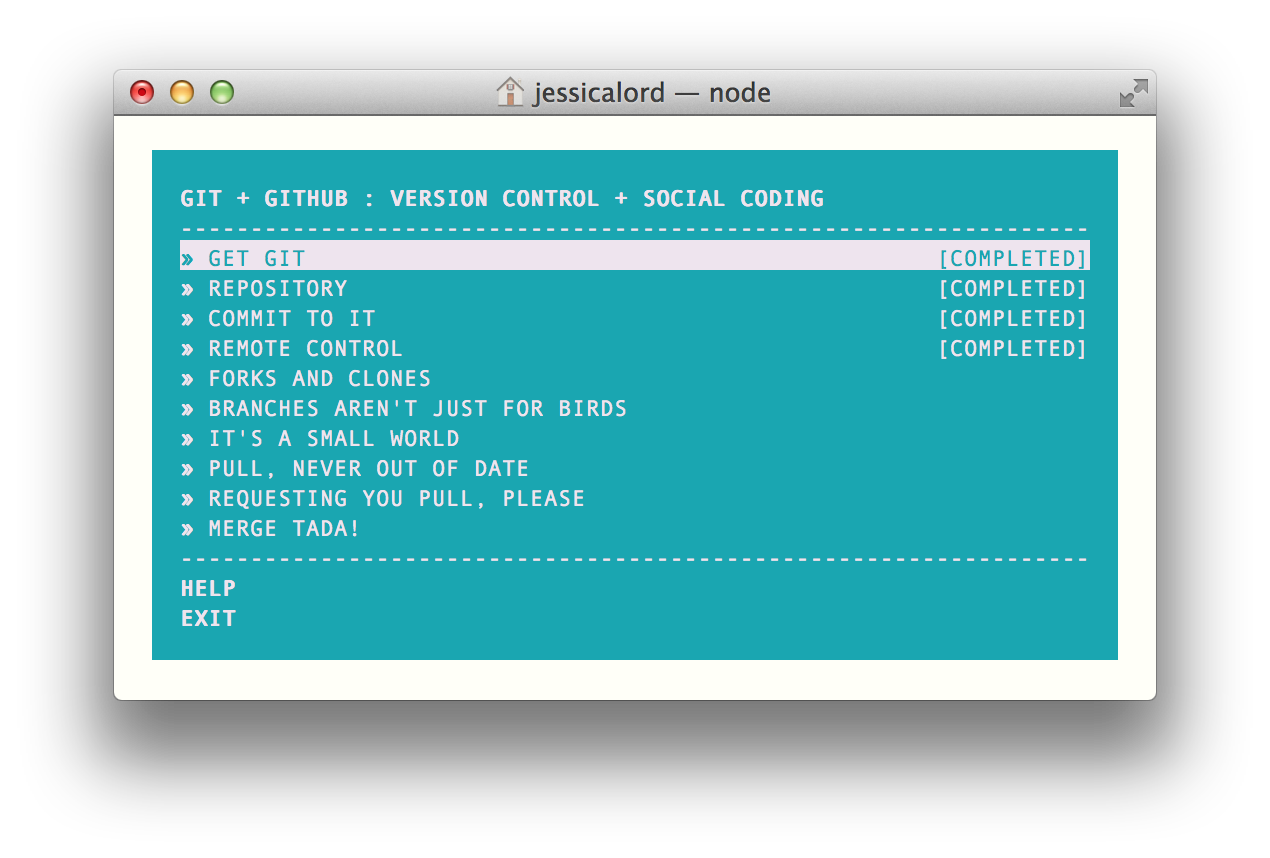 jessicalord — node
GIT + GITHUB : VERSION CONTROL + SOCIAL CODING
-----------------------------------------------------------------
» GET GIT [COMPLETED]
» REPOSITORY [COMPLETED]
» COMMIT TO IT [COMPLETED]
» REMOTE CONTROL [COMPLETED]
» FORKS AND CLONES
» BRANCHES AREN'T JUST FOR BIRDS
» IT'S A SMALL WORLD
» PULL, NEVER OUT OF DATE
» REQUESTING YOU PULL, PLEASE
» MERGE TADA!
-----------------------------------------------------------------
HELP
EXIT